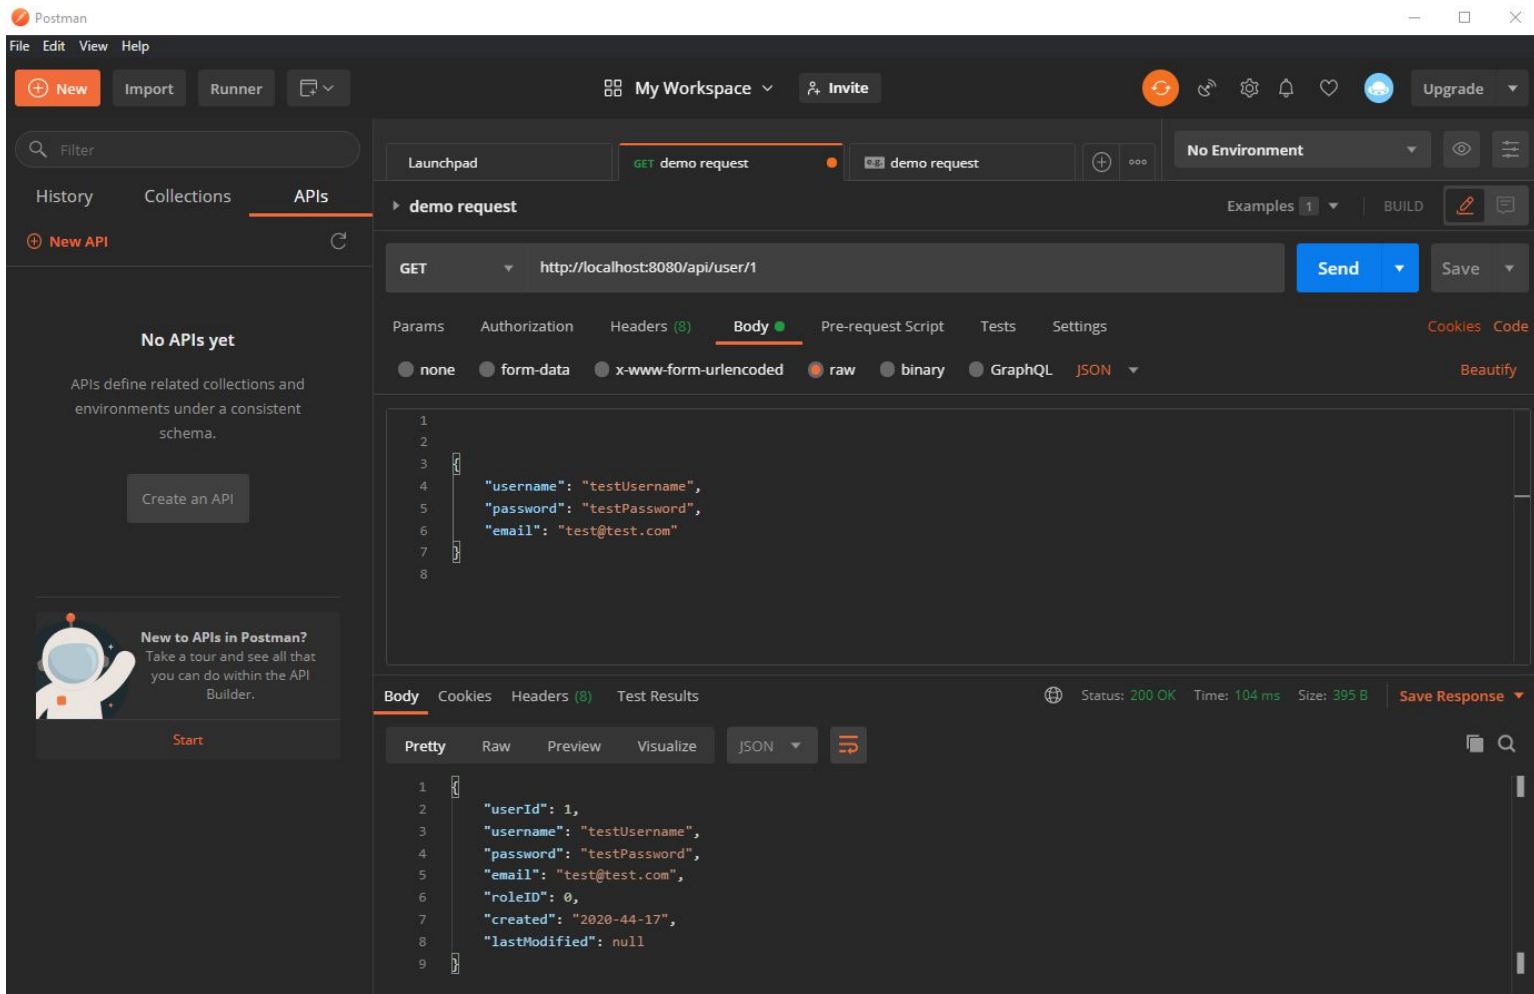 Postman
File Edit View Help
New Import Runner My Workspace Invite Upgrade
Filter
History Collections APIs
New API
No APIs yet
APIs define related collections and
environments under a consistent
schema.
Create an API
New to APIs in Postman?
Take a tour and see all that
you can do within the API
Builder.
Start
Launchpad GET demo request e.g. demo request No Environment
demo request Examples 1 BUILD
GET http://localhost:8080/api/user/1 Send Save
Params Authorization Headers (8) Body Pre-request Script Tests Settings Cookies Code
none form-data x-www-form-urlencoded raw binary GraphQL JSON Beautify
1
2
3 {
4 "username": "testUsername",
5 "password": "testPassword",
6 "email": "test@test.com"
7 }
8
Body Cookies Headers (8) Test Results Status: 200 OK Time: 104 ms Size: 395 B Save Response
Pretty Raw Preview Visualize JSON
1 {
2 "userId": 1,
3 "username": "testUsername",
4 "password": "testPassword",
5 "email": "test@test.com",
6 "roleID": 0,
7 "created": "2020-44-17",
8 "lastModified": null
9 }